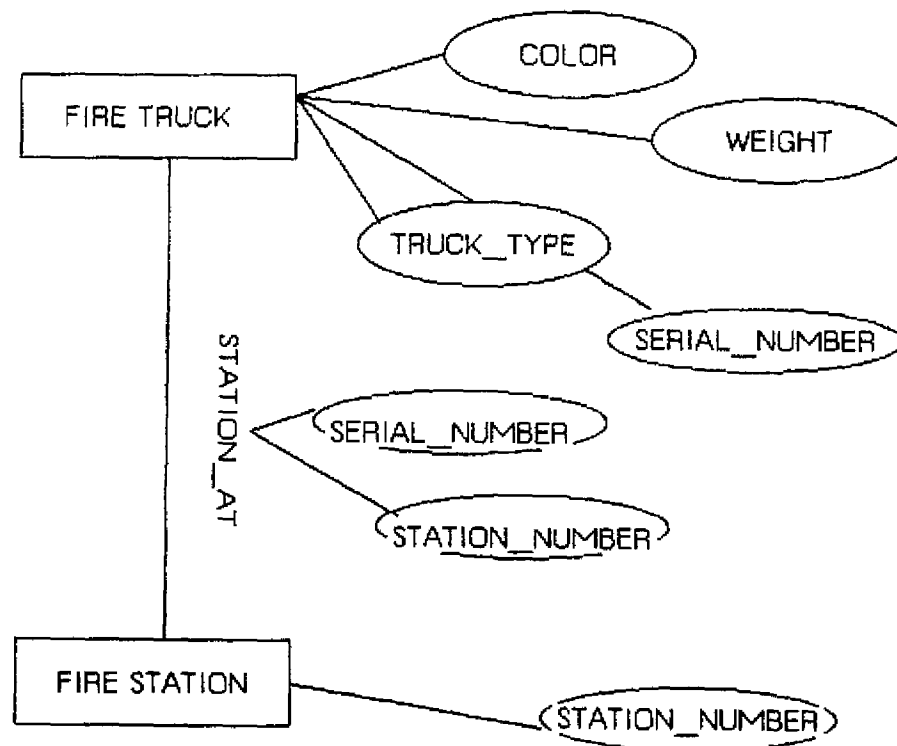 COLOR
FIRE TRUCK
WEIGHT
TRUCK_TYPE
SERIAL_NUMBER
STATION_AT
SERIAL_NUMBER
STATION_NUMBER
FIRE STATION
STATION_NUMBER